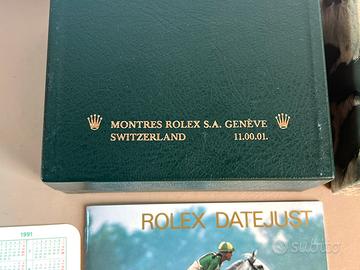 MONTRES ROLEX S.A. GENÈVE
SWITZERLAND 11.00.01.
ROLEX DATEJUST
1991
subito